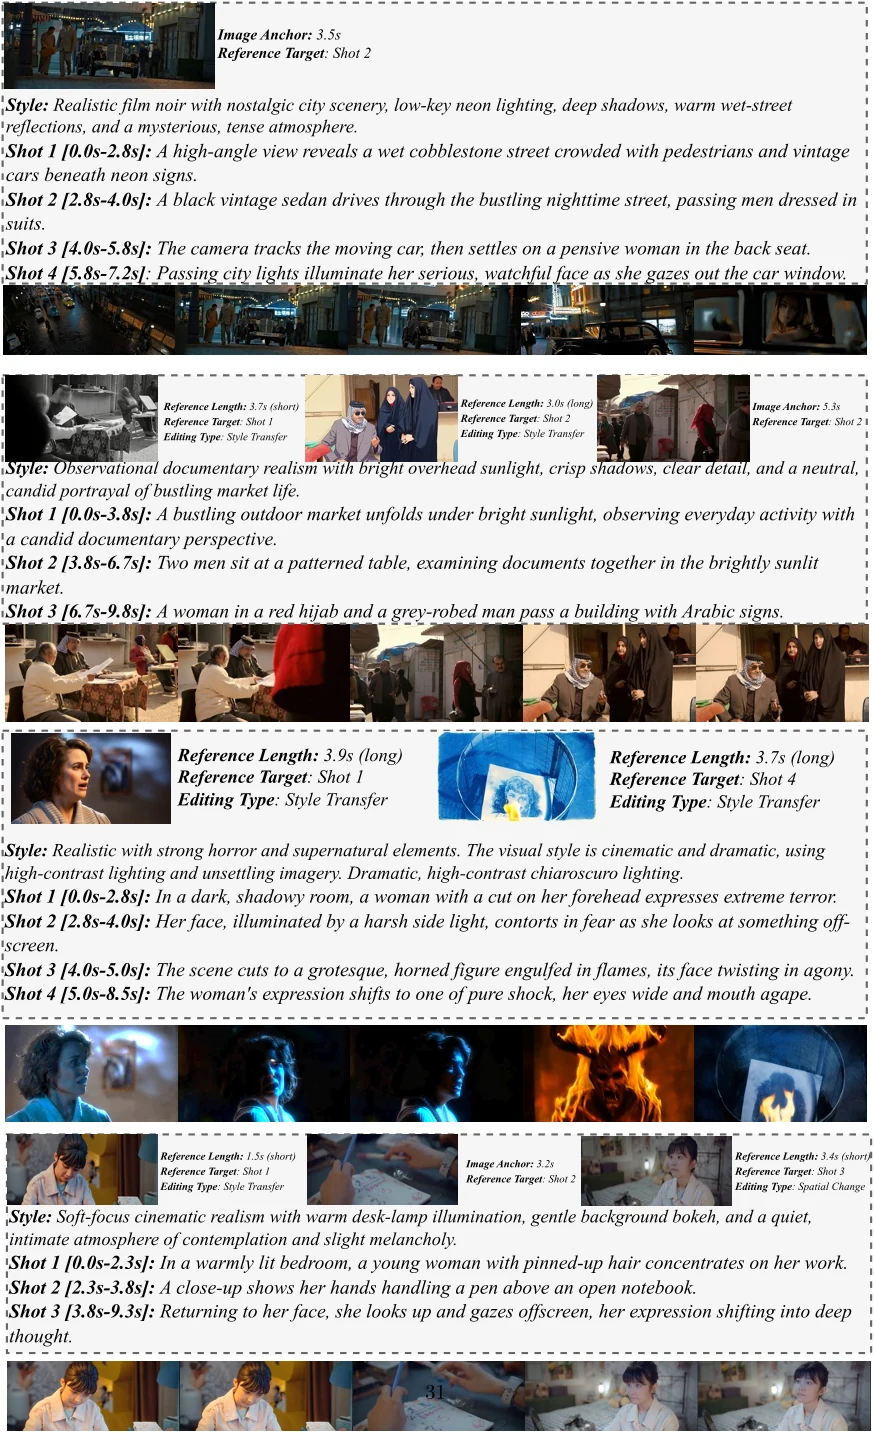 Image Anchor: 3.5s
Reference Target: Shot 2
Style: Realistic film noir with nostalgic city scenery, low-key neon lighting, deep shadows, warm wet-street
reflections, and a mysterious, tense atmosphere.
Shot 1 [0.0s-2.8s]: A high-angle view reveals a wet cobblestone street crowded with pedestrians and vintage
cars beneath neon signs.
Shot 2 [2.8s-4.0s]: A black vintage sedan drives through the bustling nighttime street, passing men dressed in
suits.
Shot 3 [4.0s-5.8s]: The camera tracks the moving car, then settles on a pensive woman in the back seat.
Shot 4 [5.8s-7.2s]: Passing city lights illuminate her serious, watchful face as she gazes out the car window.
Reference Length: 3.7s (short)
Reference Target: Shot 1
Editing Type: Style Transfer
Reference Length: 3.0s (long)
Reference Target: Shot 2
Editing Type: Style Transfer
Image Anchor: 5.3s
Reference Target: Shot 2
Style: Observational documentary realism with bright overhead sunlight, crisp shadows, clear detail, and a neutral,
candid portrayal of bustling market life.
Shot 1 [0.0s-3.8s]: A bustling outdoor market unfolds under bright sunlight, observing everyday activity with
a candid documentary perspective.
Shot 2 [3.8s-6.7s]: Two men sit at a patterned table, examining documents together in the brightly sunlit
market.
Shot 3 [6.7s-9.8s]: A woman in a red hijab and a grey-robed man pass a building with Arabic signs.
Reference Length: 3.9s (long)
Reference Target: Shot 1
Editing Type: Style Transfer
Reference Length: 3.7s (long)
Reference Target: Shot 4
Editing Type: Style Transfer
Style: Realistic with strong horror and supernatural elements. The visual style is cinematic and dramatic, using
high-contrast lighting and unsettling imagery. Dramatic, high-contrast chiaroscuro lighting.
Shot 1 [0.0s-2.8s]: In a dark, shadowy room, a woman with a cut on her forehead expresses extreme terror.
Shot 2 [2.8s-4.0s]: Her face, illuminated by a harsh side light, contorts in fear as she looks at something off-
screen.
Shot 3 [4.0s-5.0s]: The scene cuts to a grotesque, horned figure engulfed in flames, its face twisting in agony.
Shot 4 [5.0s-8.5s]: The woman's expression shifts to one of pure shock, her eyes wide and mouth agape.
Reference Length: 1.5s (short)
Reference Target: Shot 1
Editing Type: Style Transfer
Image Anchor: 3.2s
Reference Target: Shot 2
Reference Length: 3.4s (short)
Reference Target: Shot 3
Editing Type: Spatial Change
Style: Soft-focus cinematic realism with warm desk-lamp illumination, gentle background bokeh, and a quiet,
intimate atmosphere of contemplation and slight melancholy.
Shot 1 [0.0s-2.3s]: In a warmly lit bedroom, a young woman with pinned-up hair concentrates on her work.
Shot 2 [2.3s-3.8s]: A close-up shows her hands handling a pen above an open notebook.
Shot 3 [3.8s-9.3s]: Returning to her face, she looks up and gazes offscreen, her expression shifting into deep
thought.
31